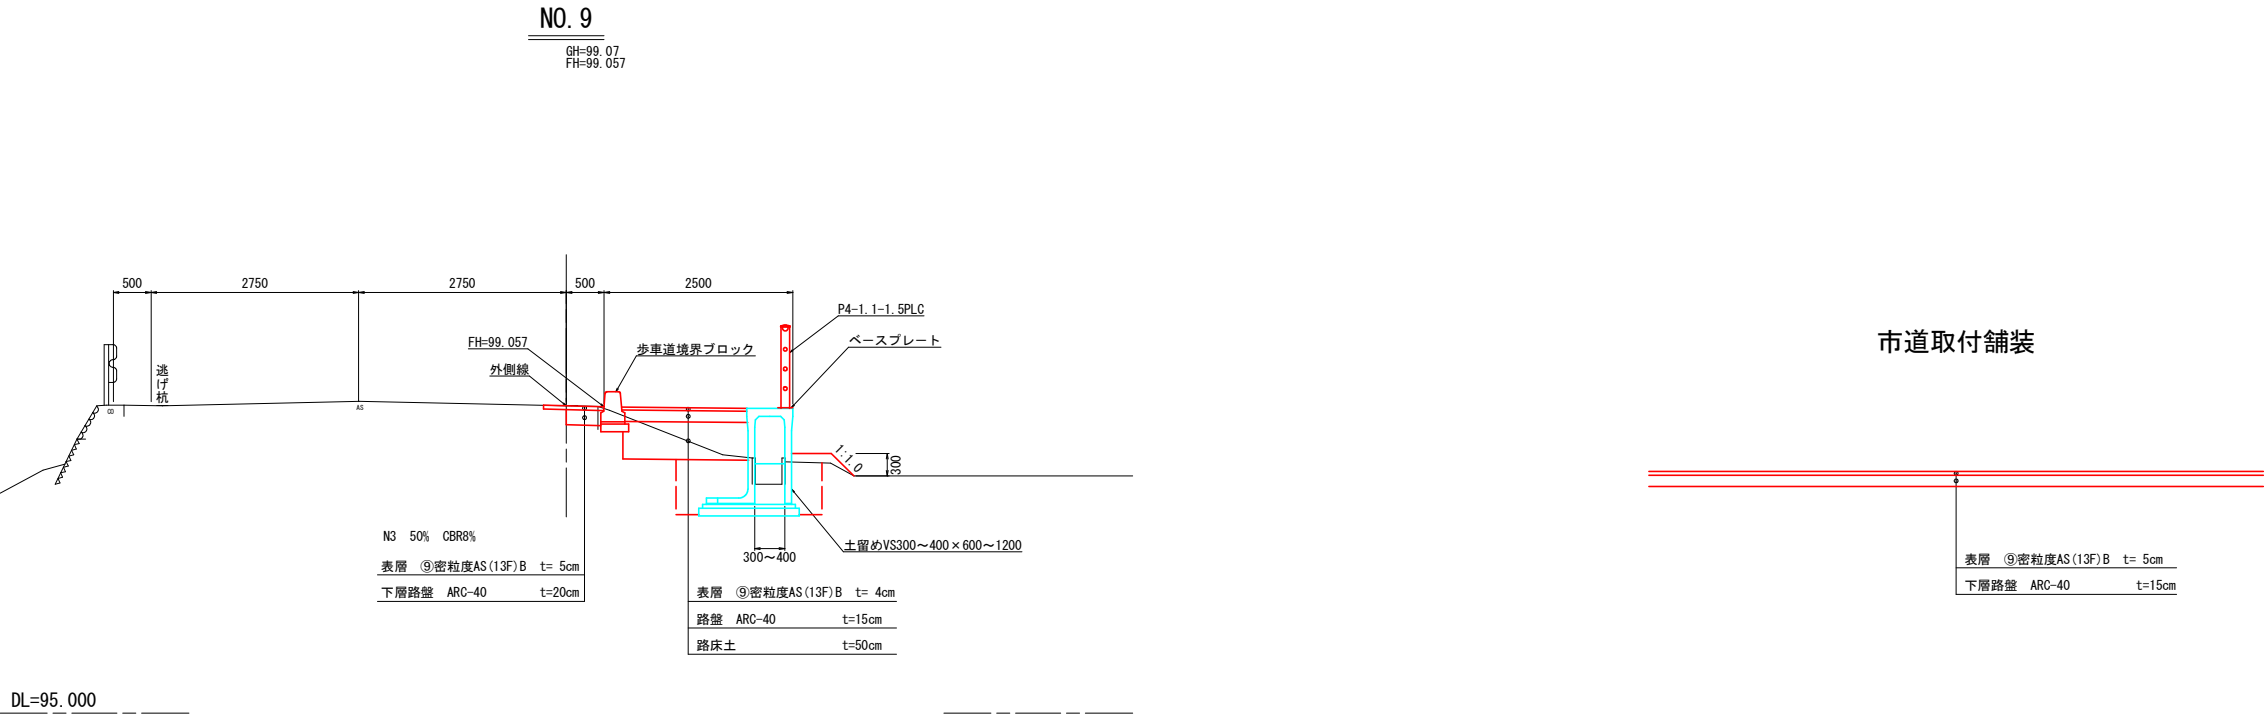 NO. 9
GH=99. 07
FH=99. 057
500
2750
2750
500
2500
P4-1. 1-1. 5PLC
ベースプレート
FH=99. 057
歩車道境界ブロック
外側線
逃げ杭
CO
AS
1:1.0
300
市道取付舗装
300～400
土留めVS300～400×600～1200
N3 50% CBR8%
表層 ⑨密粒度AS(13F)B t= 5cm
下層路盤 ARC-40 t=20cm
表層 ⑨密粒度AS(13F)B t= 4cm
路盤 ARC-40 t=15cm
路床土 t=50cm
表層 ⑨密粒度AS(13F)B t= 5cm
下層路盤 ARC-40 t=15cm
DL=95. 000